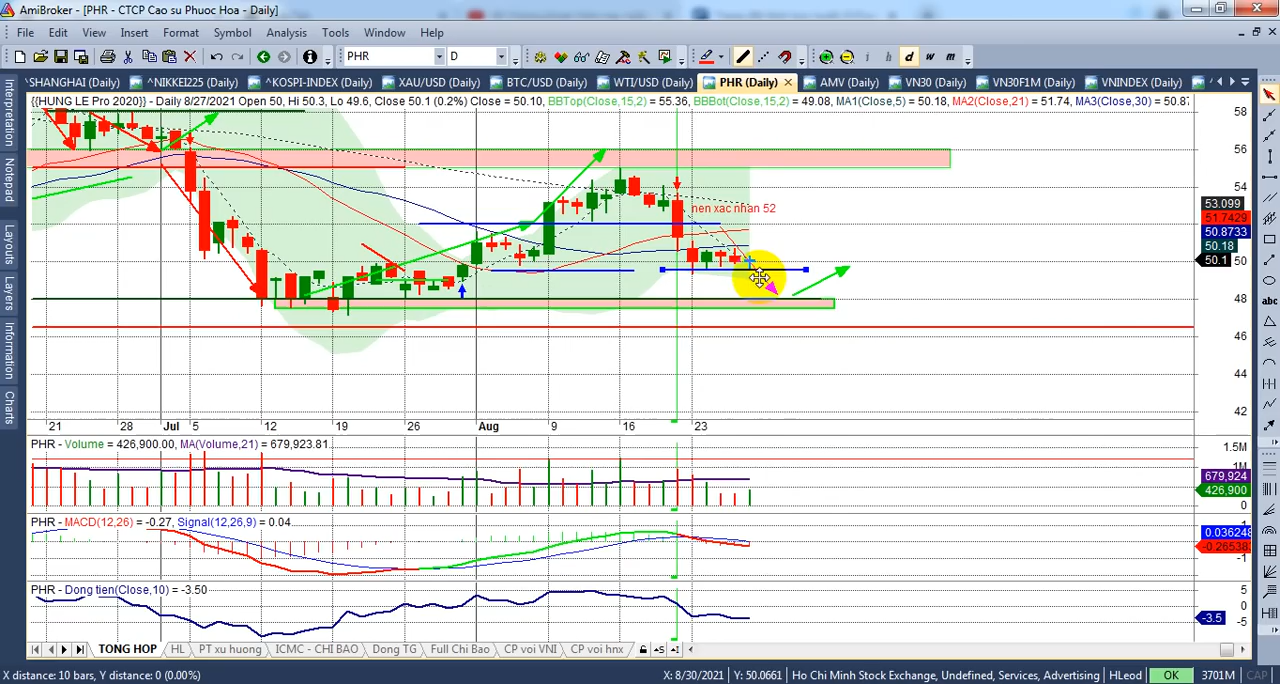 AmiBroker - [PHR - CTCP Cao su Phuoc Hoa - Daily]
File Edit View Insert Format Symbol Analysis Tools Window Help
PHR D i h d w m
^SHANGHAI (Daily) ^NIKKEI225 (Daily) ^KOSPI-INDEX (Daily) XAU/USD (Daily) BTC/USD (Daily) WTI/USD (Daily) PHR (Daily) AMV (Daily) VN30 (Daily) VN30F1M (Daily) VNINDEX (Daily)
{{HUNG LE Pro 2020}} - Daily 8/27/2021 Open 50, Hi 50.3, Lo 49.6, Close 50.1 (0.2%) Close = 50.10, BBTop(Close,15,2) = 55.36, BBBot(Close,15,2) = 49.08, MA1(Close,5) = 50.18, MA2(Close,21) = 51.74, MA3(Close,30) = 50.87
Interpretation
Notepad
Layouts
Information
Charts
nen xac nhan 52
58
56
54
53.099
51.7429
50.8733
50.18
50.1
50
48
46
44
42
21 28 Jul 5 12 19 26 Aug 9 16 23
PHR - Volume = 426,900.00, MA(Volume,21) = 679,923.81
1.5M
1M
679,924
426,900
0
PHR - MACD(12,26) = -0.27, Signal(12,26,9) = 0.04
1
0.036248
-0.26538
-1
PHR - Dong tien(Close,10) = -3.50
5
0
-3.5
-5
abc
TONG HOP HL PT xu huong ICMC - CHI BAO Dong TG Full Chi Bao CP voi VNI CP voi hnx
X distance: 10 bars, Y distance: 0 (0.00%) X: 8/30/2021 Y: 50.0661 Ho Chi Minh Stock Exchange, Undefined, Services, Advertising HLeod OK 3701M CAP